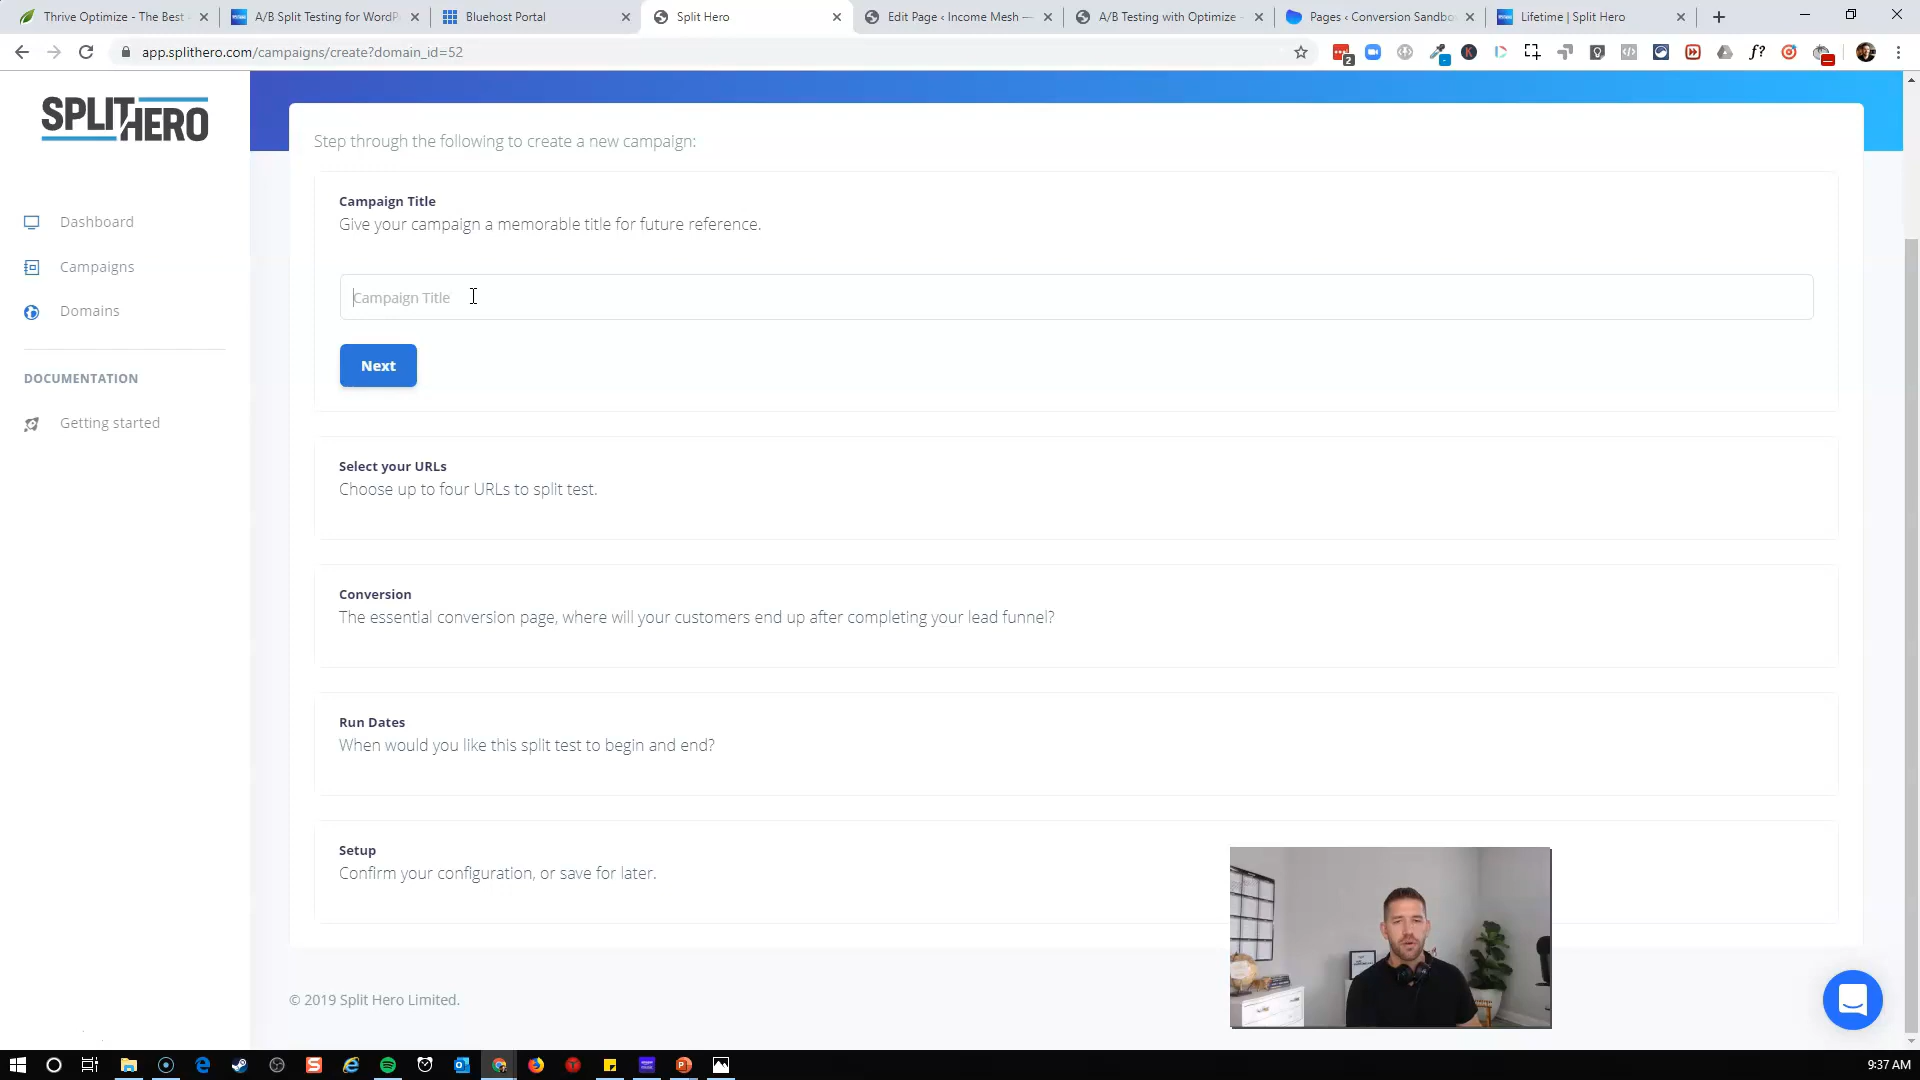 Thrive Optimize - The Best
A/B Split Testing for WordP
Bluehost Portal
Split Hero
Edit Page ‹ Income Mesh —
A/B Testing with Optimize -
Pages ‹ Conversion Sandbo
Lifetime | Split Hero
app.splithero.com/campaigns/create?domain_id=52
SPLITHERO
Dashboard
Campaigns
Domains
DOCUMENTATION
Getting started
Step through the following to create a new campaign:
Campaign Title
Give your campaign a memorable title for future reference.
Campaign Title
Next
Select your URLs
Choose up to four URLs to split test.
Conversion
The essential conversion page, where will your customers end up after completing your lead funnel?
Run Dates
When would you like this split test to begin and end?
Setup
Confirm your configuration, or save for later.
© 2019 Split Hero Limited.
9:37 AM